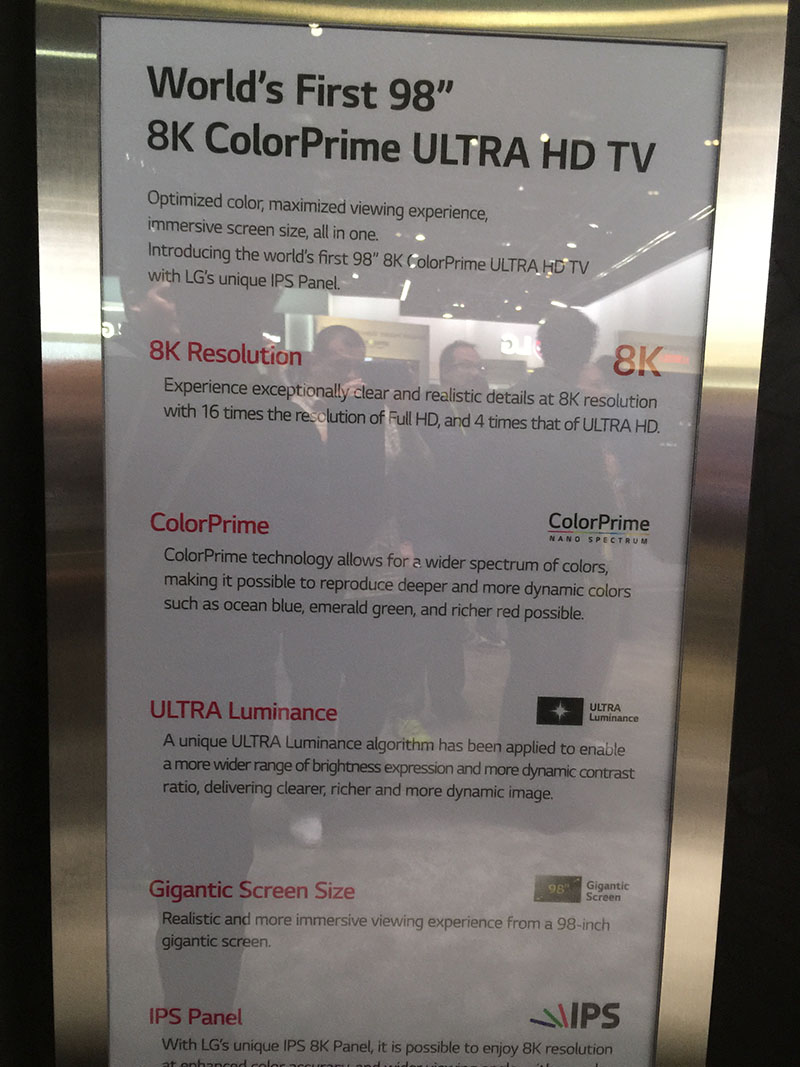 World's First 98"
8K ColorPrime ULTRA HD TV
Optimized color, maximized viewing experience,
immersive screen size, all in one.
Introducing the world's first 98" 8K ColorPrime ULTRA HD TV
with LG's unique IPS Panel.
8K Resolution
8K
Experience exceptionally clear and realistic details at 8K resolution
with 16 times the resolution of Full HD, and 4 times that of ULTRA HD.
ColorPrime
ColorPrime
NANO SPECTRUM
ColorPrime technology allows for a wider spectrum of colors,
making it possible to reproduce deeper and more dynamic colors
such as ocean blue, emerald green, and richer red possible.
ULTRA Luminance
ULTRA
Luminance
A unique ULTRA Luminance algorithm has been applied to enable
a more wider range of brightness expression and more dynamic contrast
ratio, delivering clearer, richer and more dynamic image.
Gigantic Screen Size
98"
Gigantic
Screen
Realistic and more immersive viewing experience from a 98-inch
gigantic screen.
IPS Panel
IPS
With LG's unique IPS 8K Panel, it is possible to enjoy 8K resolution
at enhanced color accuracy and wider viewing angle